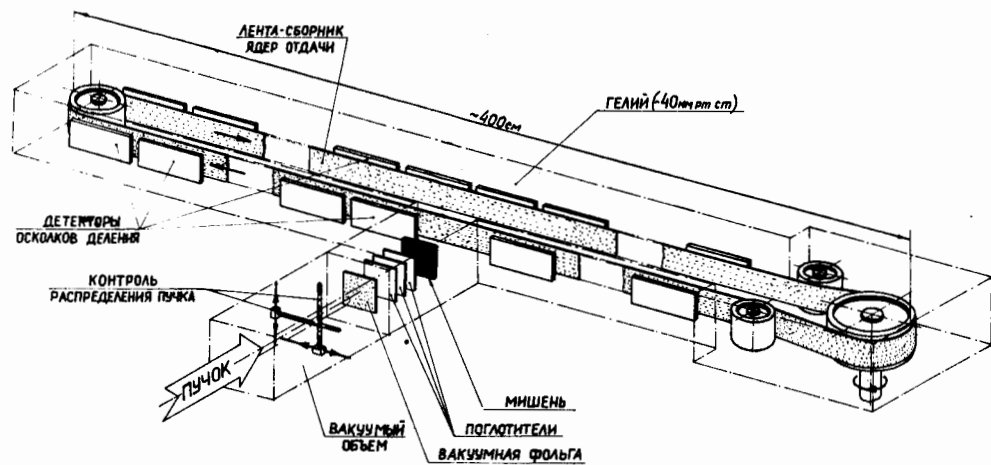 ЛЕНТА-СБОРНИК
ЯДЕР ОТДАЧИ
ГЕЛИЙ (~40мм рт ст)
~400см
ДЕТЕКТОРЫ
ОСКОЛКОВ ДЕЛЕНИЯ
КОНТРОЛЬ
РАСПРЕДЕЛЕНИЯ ПУЧКА
ПУЧОК
МИШЕНЬ
ПОГЛОТИТЕЛИ
ВАКУУМЫЙ
ОБЪЕМ
ВАКУУМНАЯ ФОЛЬГА